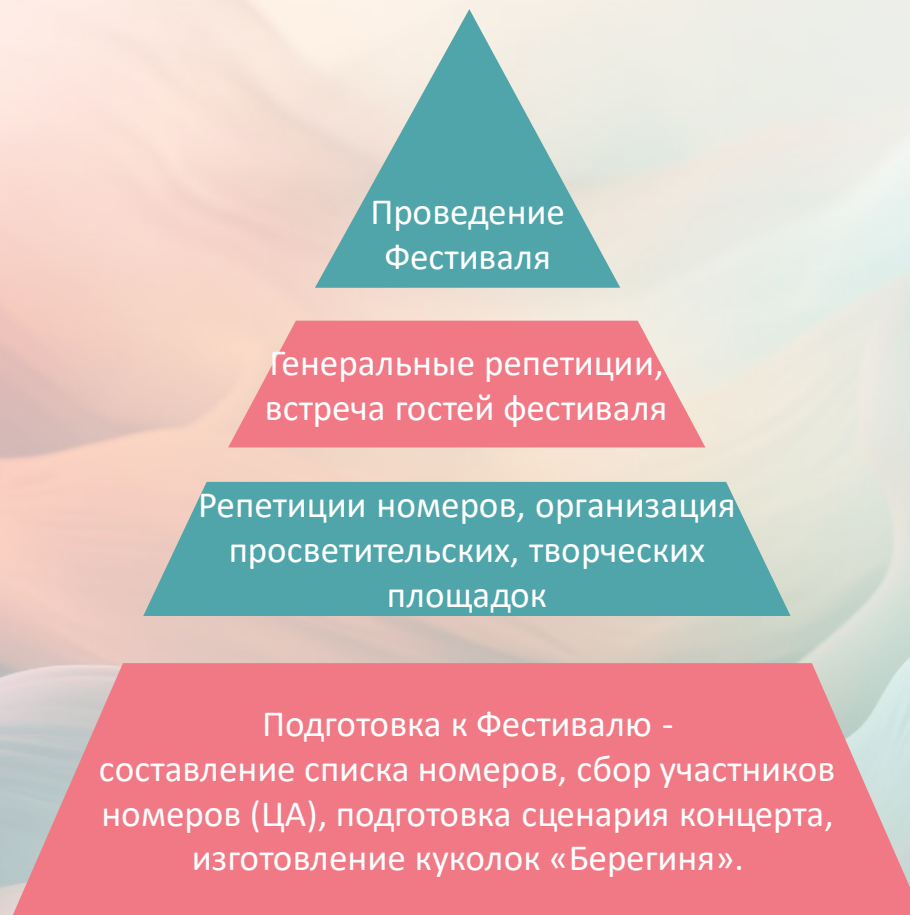 Проведение
Фестиваля
Генеральные репетиции,
встреча гостей фестиваля
Репетиции номеров, организация
просветительских, творческих
площадок
Подготовка к Фестивалю -
составление списка номеров, сбор участников
номеров (ЦА), подготовка сценария концерта,
изготовление куколок «Берегиня».